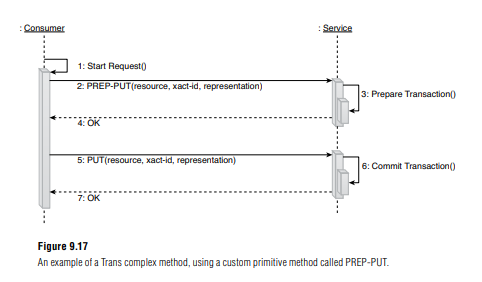 : Consumer
: Service
1: Start Request()
2: PREP-PUT(resource, xact-id, representation)
3: Prepare Transaction()
4: OK
5: PUT(resource, xact-id, representation)
6: Commit Transaction()
7: OK
Figure 9.17
An example of a Trans complex method, using a custom primitive method called PREP-PUT.